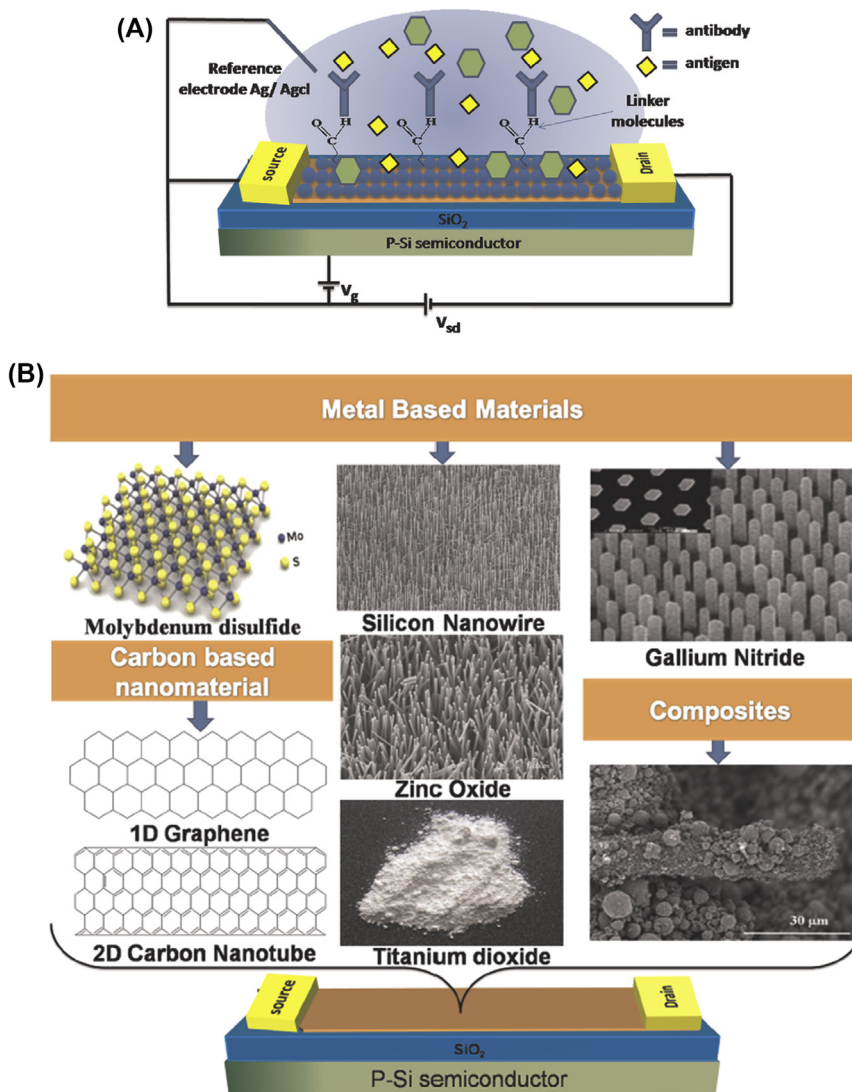 (A)
antibody
antigen
Reference
electrode Ag/ Agcl
Linker
molecules
O
C
H
O
C
H
O
C
H
source
Drain
SiO2
P-Si semiconductor
Vg
Vsd
(B)
Metal Based Materials
Mo
S
Molybdenum disulfide
Silicon Nanowire
Gallium Nitride
Carbon based
nanomaterial
Composites
1D Graphene
Zinc Oxide
30 μm
2D Carbon Nanotube
Titanium dioxide
source
Drain
SiO2
P-Si semiconductor